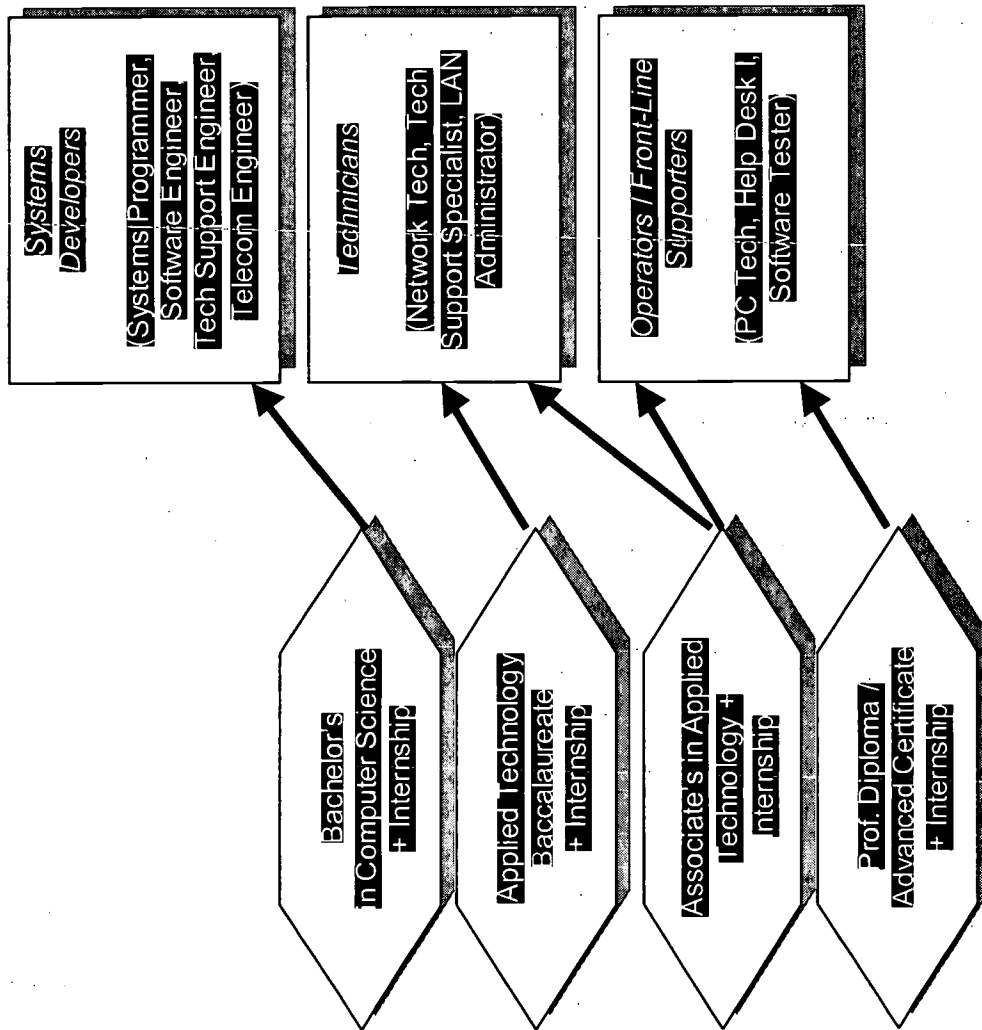 Systems
Developers
(Systems Programmer,
Software Engineer,
Tech Support Engineer
Telecom Engineer)
Technicians
(Network Tech, Tech
Support Specialist, LAN
Administrator)
Operators / Front-Line
Supporters
(PC Tech, Help Desk I,
Software Tester)
Bachelor's
in Computer Science
+ Internship
Applied Technology
Baccalaureate
+ Internship
Associate's in Applied
Technology +
Internship
Prof. Diploma /
Advanced Certificate
+ Internship